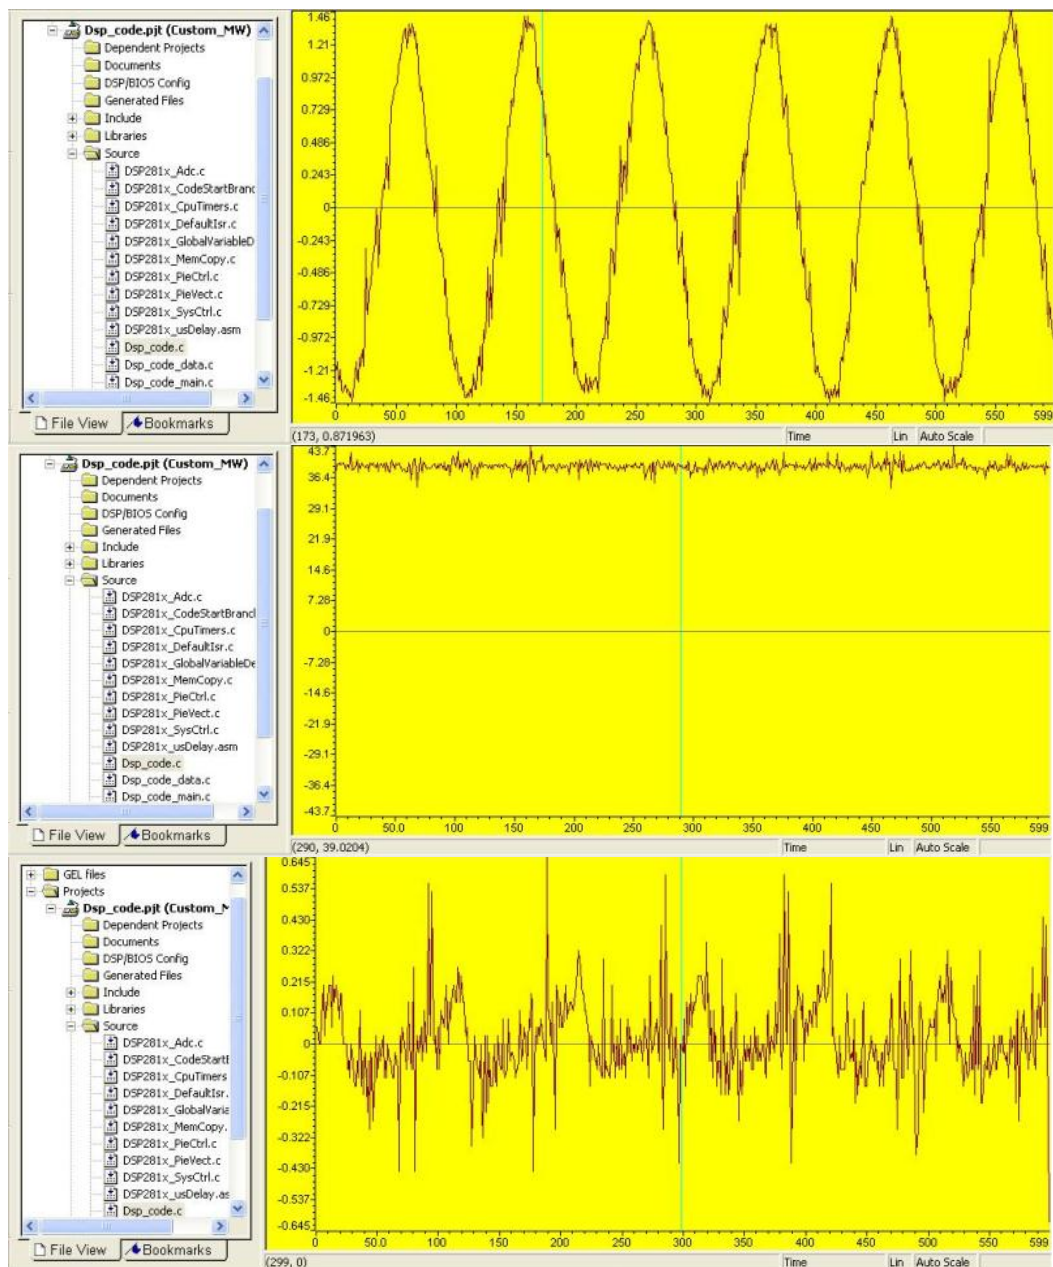 Dsp_code.pjt (Custom_MW)
Dependent Projects
Documents
DSP/BIOS Config
Generated Files
Include
Libraries
Source
DSP281x_Adc.c
DSP281x_CodeStartBranc
DSP281x_CpuTimers.c
DSP281x_DefaultIsr.c
DSP281x_GlobalVariableD
DSP281x_MemCopy.c
DSP281x_PieCtrl.c
DSP281x_PieVect.c
DSP281x_SysCtrl.c
DSP281x_usDelay.asm
Dsp_code.c
Dsp_code_data.c
Dsp_code_main.c
File View Bookmarks
1.46
1.21
0.972
0.729
0.486
0.243
0
-0.243
-0.486
-0.729
-0.972
-1.21
-1.46
0 50.0 100 150 200 250 300 350 400 450 500 550 599
(173, 0.871963) Time Lin Auto Scale
Dsp_code.pjt (Custom_MW)
Dependent Projects
Documents
DSP/BIOS Config
Generated Files
Include
Libraries
Source
DSP281x_Adc.c
DSP281x_CodeStartBrancl
DSP281x_CpuTimers.c
DSP281x_DefaultIsr.c
DSP281x_GlobalVariableDe
DSP281x_MemCopy.c
DSP281x_PieCtrl.c
DSP281x_PieVect.c
DSP281x_SysCtrl.c
DSP281x_usDelay.asm
Dsp_code.c
Dsp_code_data.c
Dsp_code_main.c
File View Bookmarks
43.7
36.4
29.1
21.9
14.6
7.28
0
-7.28
-14.6
-21.9
-29.1
-36.4
-43.7
0 50.0 100 150 200 250 300 350 400 450 500 550 599
(290, 39.0204) Time Lin Auto Scale
GEL files
Projects
Dsp_code.pjt (Custom_M
Dependent Projects
Documents
DSP/BIOS Config
Generated Files
Include
Libraries
Source
DSP281x_Adc.c
DSP281x_CodeStartE
DSP281x_CpuTimers
DSP281x_DefaultIsr.
DSP281x_GlobalVaria
DSP281x_MemCopy.
DSP281x_PieCtrl.c
DSP281x_PieVect.c
DSP281x_SysCtrl.c
DSP281x_usDelay.as
Dsp_code.c
File View Bookmarks
0.645
0.537
0.430
0.322
0.215
0.107
0
-0.107
-0.215
-0.322
-0.430
-0.537
-0.645
0 50.0 100 150 200 250 300 350 400 450 500 550 599
(299, 0) Time Lin Auto Scale